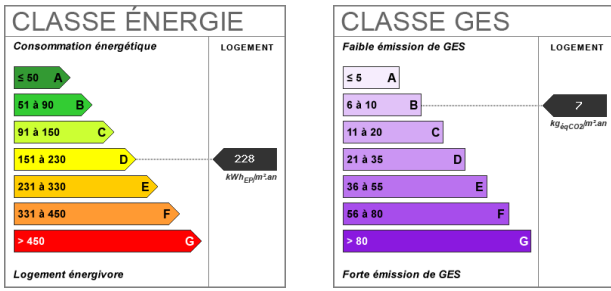 CLASSE ÉNERGIE
Consommation énergétique
LOGEMENT
≤ 50 A
51 à 90 B
91 à 150 C
151 à 230 D
228
kWhEP/m².an
231 à 330 E
331 à 450 F
> 450 G
Logement énergivore
CLASSE GES
Faible émission de GES
LOGEMENT
≤ 5 A
6 à 10 B
7
kgéqCO2/m².an
11 à 20 C
21 à 35 D
36 à 55 E
56 à 80 F
> 80 G
Forte émission de GES